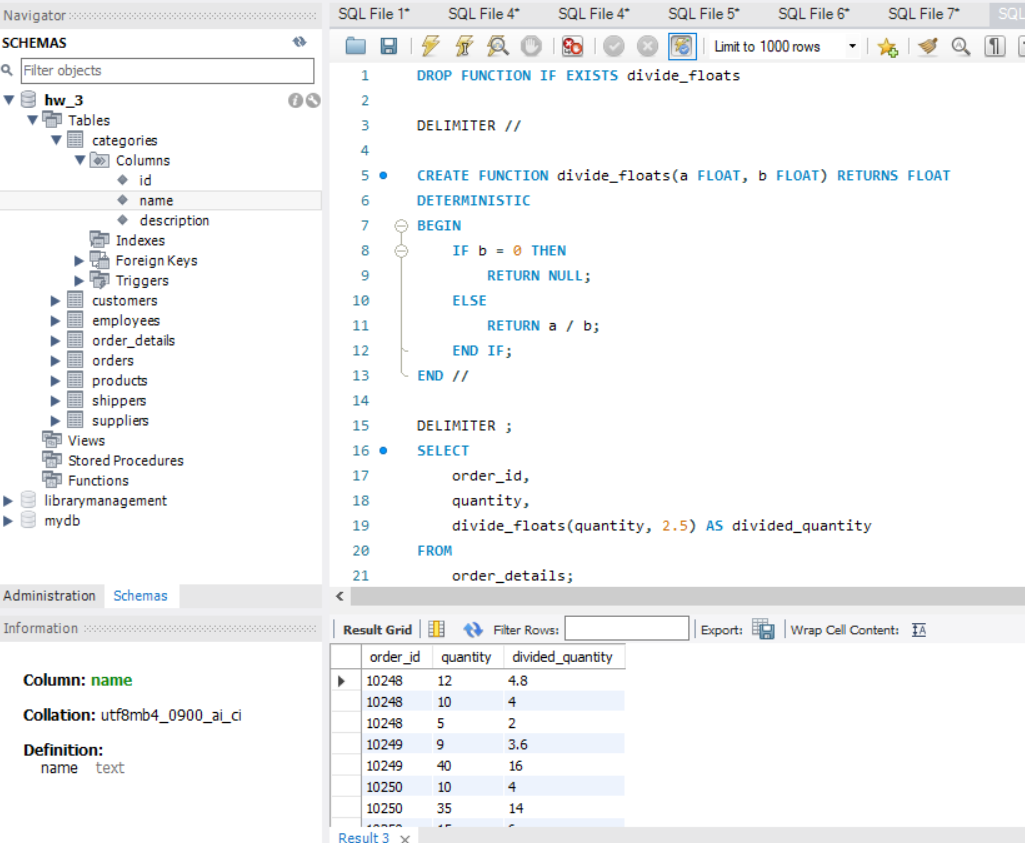 Navigator
SCHEMAS
Filter objects
hw_3
Tables
categories
Columns
id
name
description
Indexes
Foreign Keys
Triggers
customers
employees
order_details
orders
products
shippers
suppliers
Views
Stored Procedures
Functions
librarymanagement
mydb
Administration Schemas
Information
Column: name
Collation: utf8mb4_0900_ai_ci
Definition:
name text
SQL File 1* SQL File 4* SQL File 4* SQL File 5* SQL File 6* SQL File 7* SQL
Limit to 1000 rows
1 DROP FUNCTION IF EXISTS divide_floats
2
3 DELIMITER //
4
5 CREATE FUNCTION divide_floats(a FLOAT, b FLOAT) RETURNS FLOAT
6 DETERMINISTIC
7 BEGIN
8 IF b = 0 THEN
9 RETURN NULL;
10 ELSE
11 RETURN a / b;
12 END IF;
13 END //
14
15 DELIMITER ;
16 SELECT
17 order_id,
18 quantity,
19 divide_floats(quantity, 2.5) AS divided_quantity
20 FROM
21 order_details;
Result Grid Filter Rows: Export: Wrap Cell Content:
order_id quantity divided_quantity
10248 12 4.8
10248 10 4
10248 5 2
10249 9 3.6
10249 40 16
10250 10 4
10250 35 14
Result 3